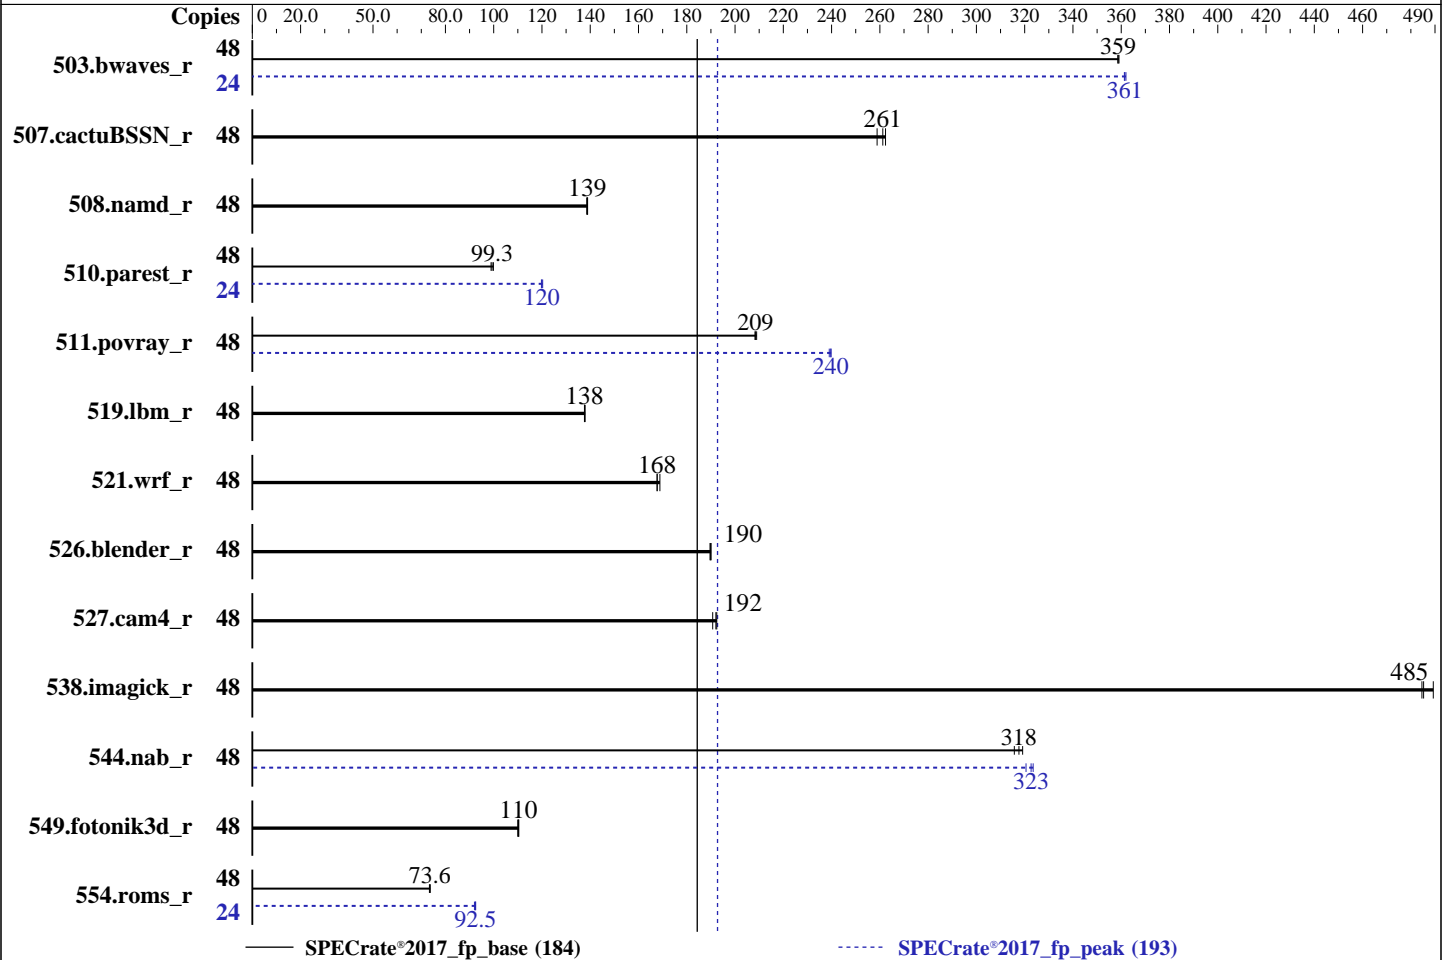 Copies 0 20.0 50.0 80.0 100 120 140 160 180 200 220 240 260 280 300 320 340 360 380 400 420 440 460 490
503.bwaves_r 48 359
24 361
507.cactuBSSN_r 48 261
508.namd_r 48 139
510.parest_r 48 99.3
24 120
511.povray_r 48 209
240
519.lbm_r 48 138
521.wrf_r 48 168
526.blender_r 48 190
527.cam4_r 48 192
538.imagick_r 48 485
544.nab_r 48 318
323
549.fotonik3d_r 48 110
554.roms_r 48 73.6
24 92.5
SPECrate®2017_fp_base (184) SPECrate®2017_fp_peak (193)